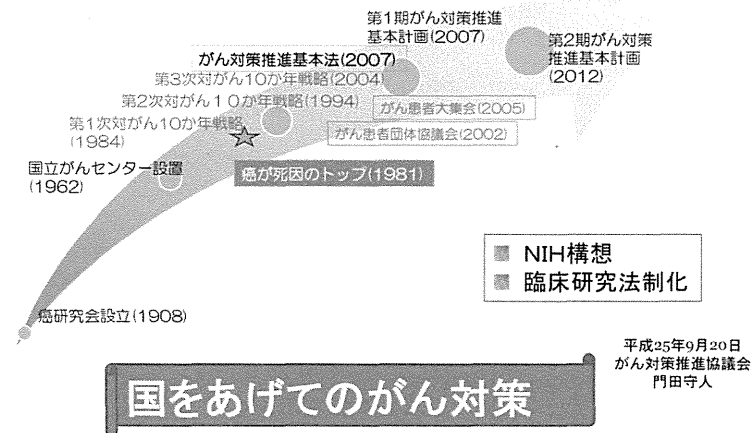 第1期がん対策推進
基本計画(2007)
第2期がん対策
推進基本計画
(2012)
がん対策推進基本法(2007)
第3次対がん10か年戦略(2004)
第2次対がん10か年戦略(1994)
がん患者大集会(2005)
第1次対がん10か年戦略
(1984)
がん患者団体協議会(2002)
国立がんセンター設置
(1962)
癌が死因のトップ(1981)
NIH構想
臨床研究法制化
癌研究会設立(1908)
平成25年9月20日
がん対策推進協議会
門田守人
国をあげてのがん対策